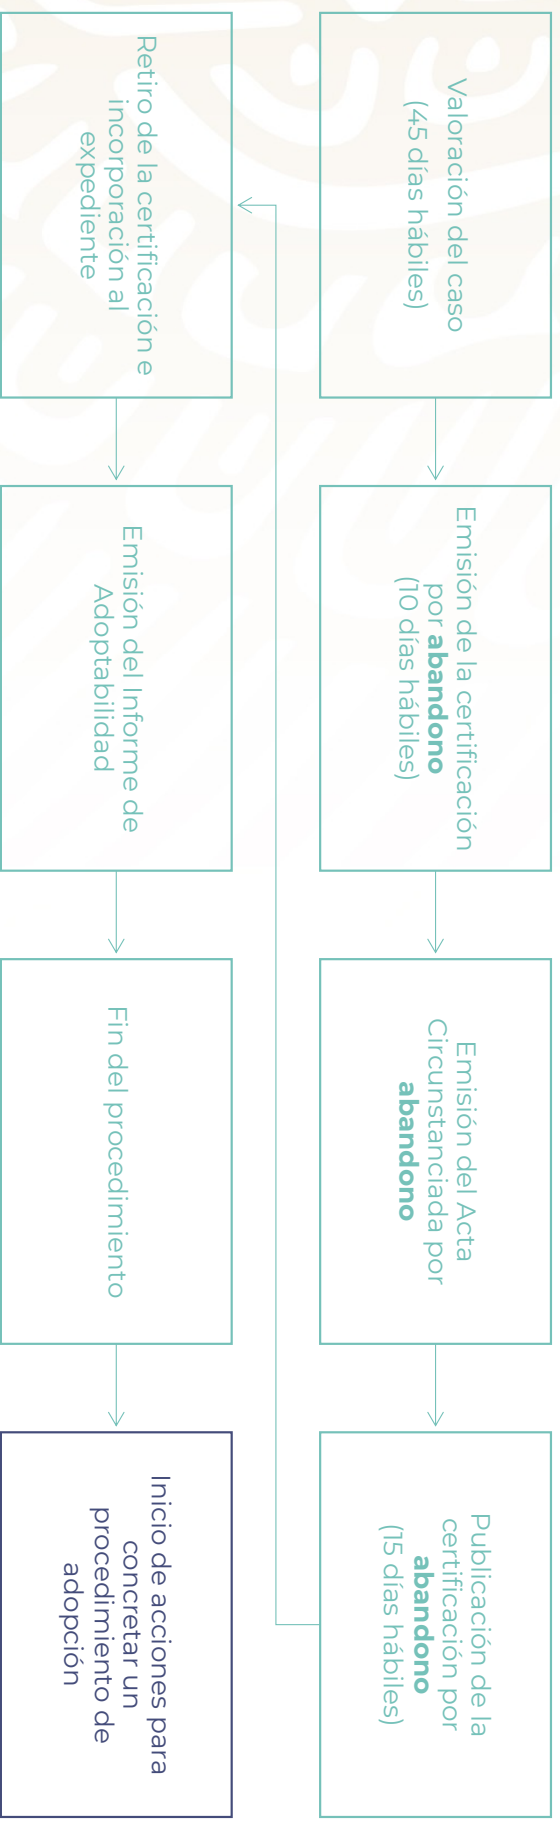 Valoración del caso
(45 días hábiles)
Emisión de la certificación
por abandono
(10 días hábiles)
Emisión del Acta
Circunstanciada por
abandono
Publicación de la
certificación por
abandono
(15 días hábiles)
Retiro de la certificación e
incorporación al
expediente
Emisión del Informe de
Adoptabilidad
Fin del procedimiento
Inicio de acciones para
concretar un
procedimiento de
adopción